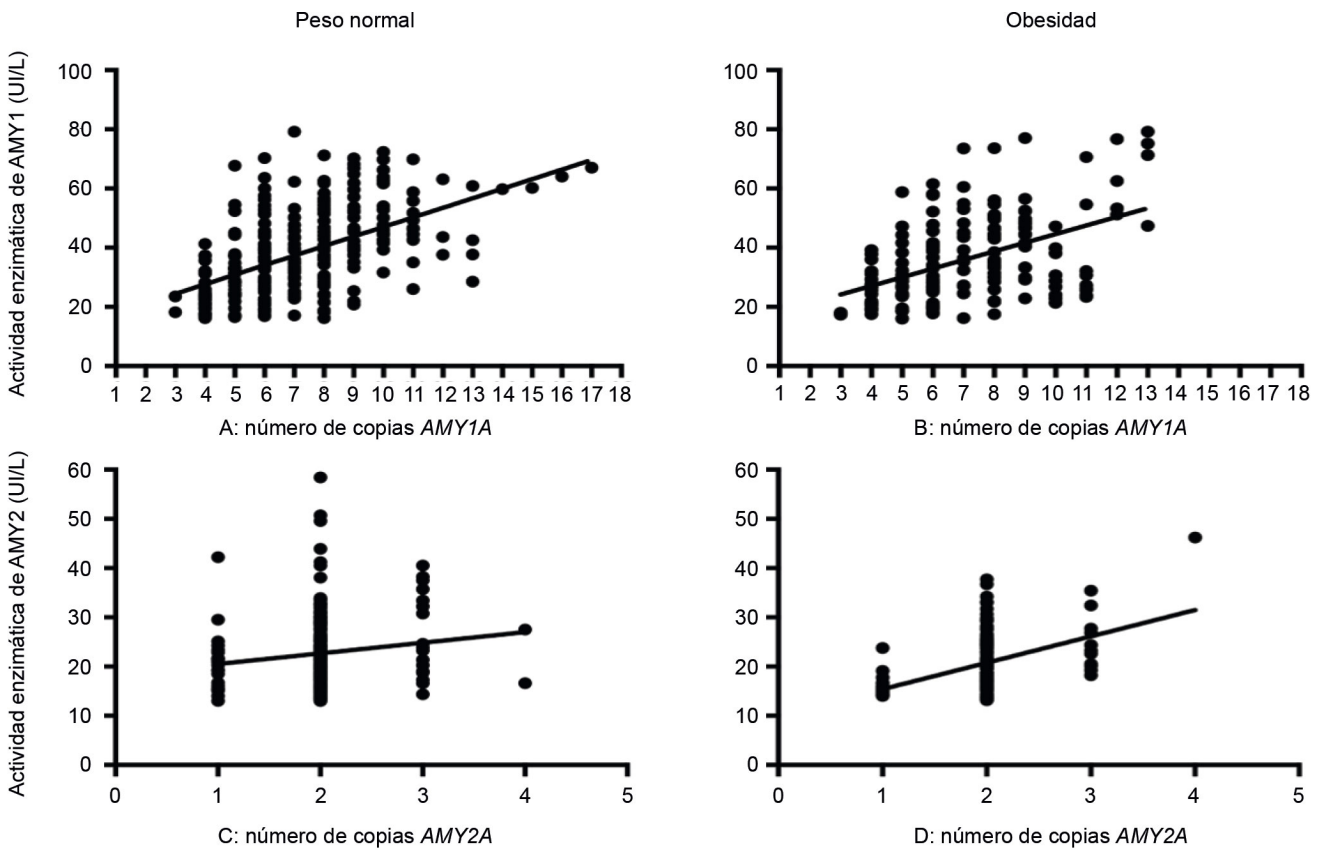 Peso normal
Obesidad
Actividad enzimática de AMY1 (UI/L)
100
80
60
40
20
0
1 2 3 4 5 6 7 8 9 10 11 12 13 14 15 16 17 18
A: número de copias AMY1A
100
80
60
40
20
0
1 2 3 4 5 6 7 8 9 10 11 12 13 14 15 16 17 18
B: número de copias AMY1A
Actividad enzimática de AMY2 (UI/L)
60
50
40
30
20
10
0
0 1 2 3 4 5
C: número de copias AMY2A
60
50
40
30
20
10
0
0 1 2 3 4 5
D: número de copias AMY2A